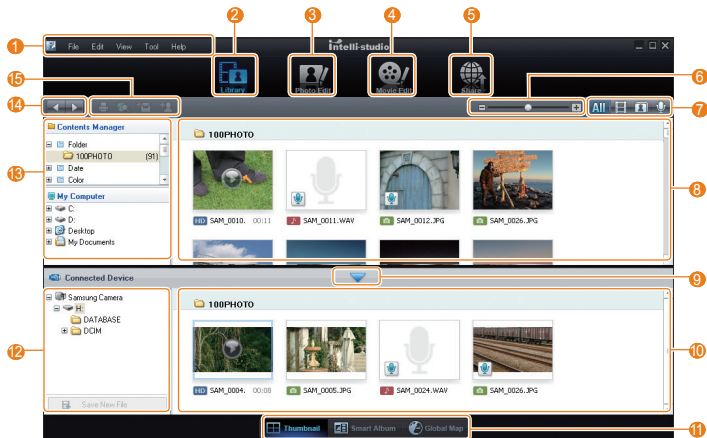 2 3 4 5
1 File Edit View Tool Help
Intelli-studio
Library Photo Edit Movie Edit Share
15 6
14 All 7
13 Contents Manager
Folder
100PHOTO (91)
Date
Color
My Computer
C:
D:
Desktop
My Documents
100PHOTO
8
HD SAM_0010. 00:11 SAM_0011.WAV SAM_0012.JPG SAM_0026.JPG
Connected Device
9
12 Samsung Camera
H:
DATABASE
DCIM
Save New File
100PHOTO
10
HD SAM_0004. 00:08 SAM_0005.JPG SAM_0024.WAV SAM_0026.JPG
Thumbnail Smart Album Global Map 11